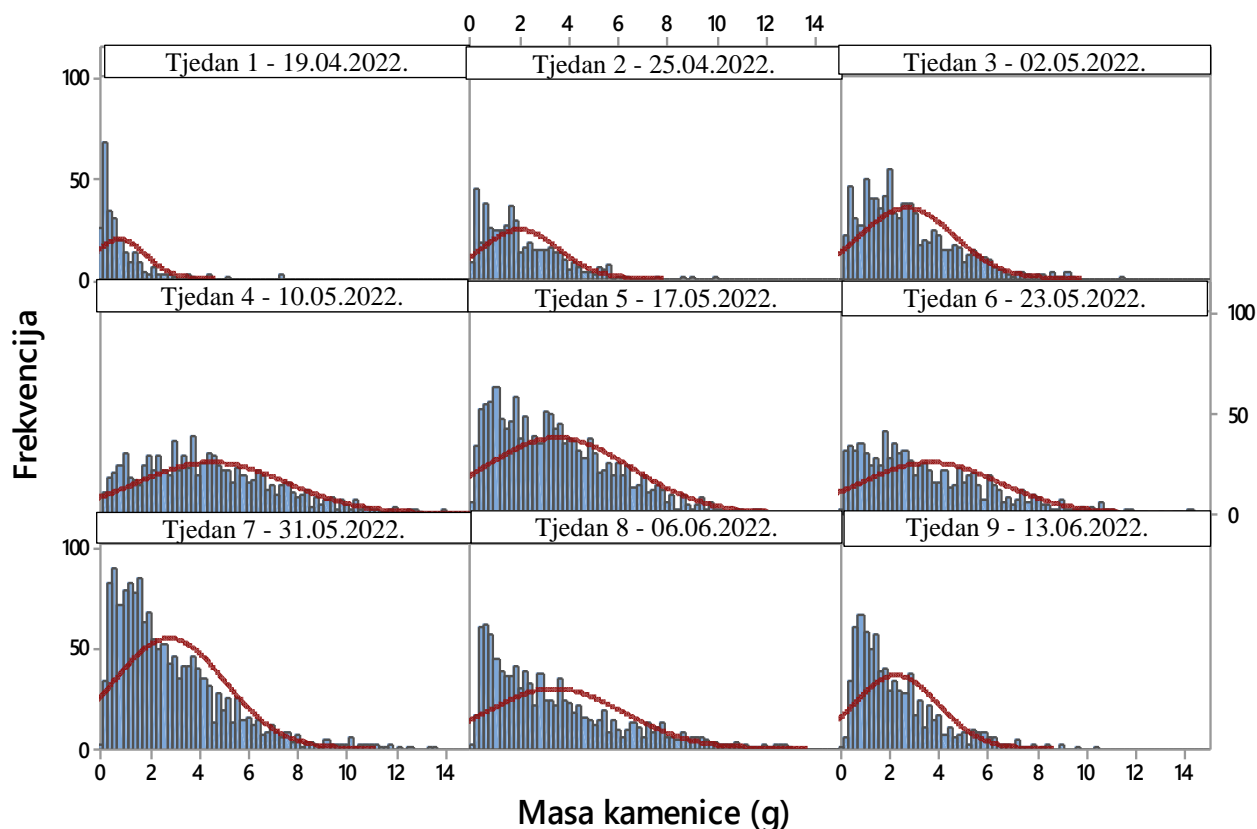 0 2 4 6 8 10 12 14
Tjedan 1 - 19.04.2022.
Tjedan 2 - 25.04.2022.
Tjedan 3 - 02.05.2022.
100
50
0
Tjedan 4 - 10.05.2022.
Tjedan 5 - 17.05.2022.
Tjedan 6 - 23.05.2022.
100
50
0
Frekvencija
Tjedan 7 - 31.05.2022.
Tjedan 8 - 06.06.2022.
Tjedan 9 - 13.06.2022.
100
50
0
0 2 4 6 8 10 12 14
0 2 4 6 8 10 12 14
Masa kamenice (g)